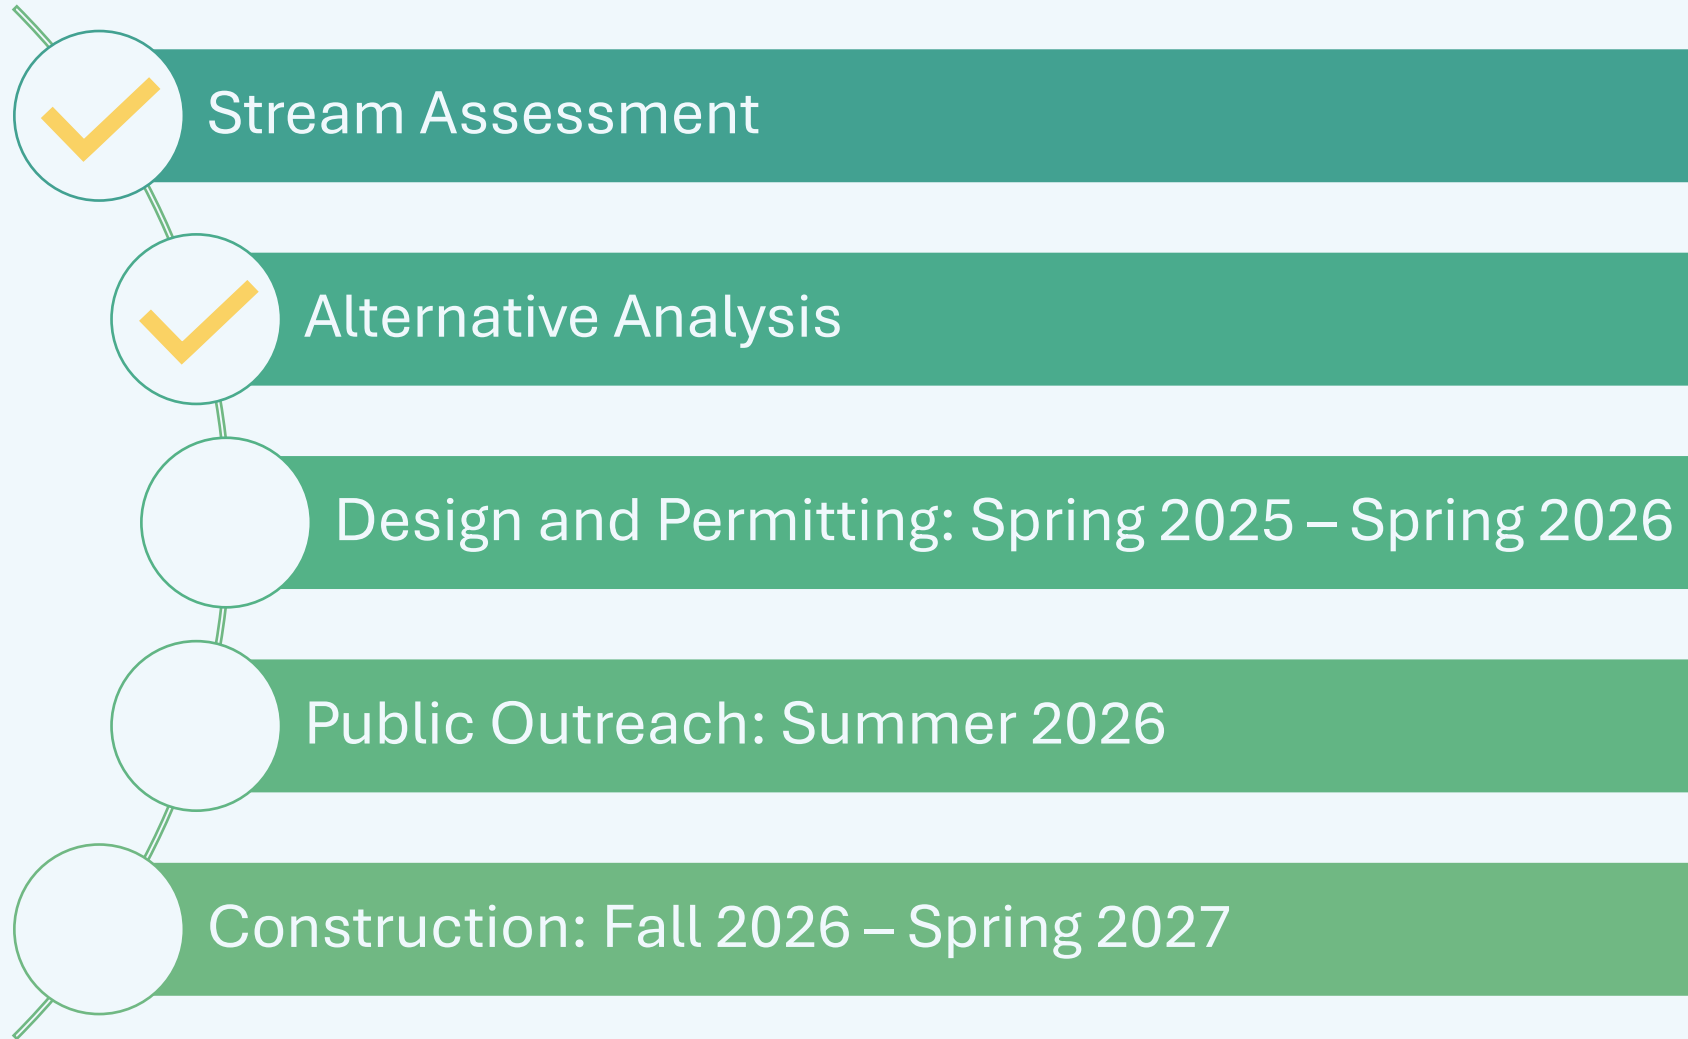 Stream Assessment
Alternative Analysis
Design and Permitting: Spring 2025 – Spring 2026
Public Outreach: Summer 2026
Construction: Fall 2026 – Spring 2027